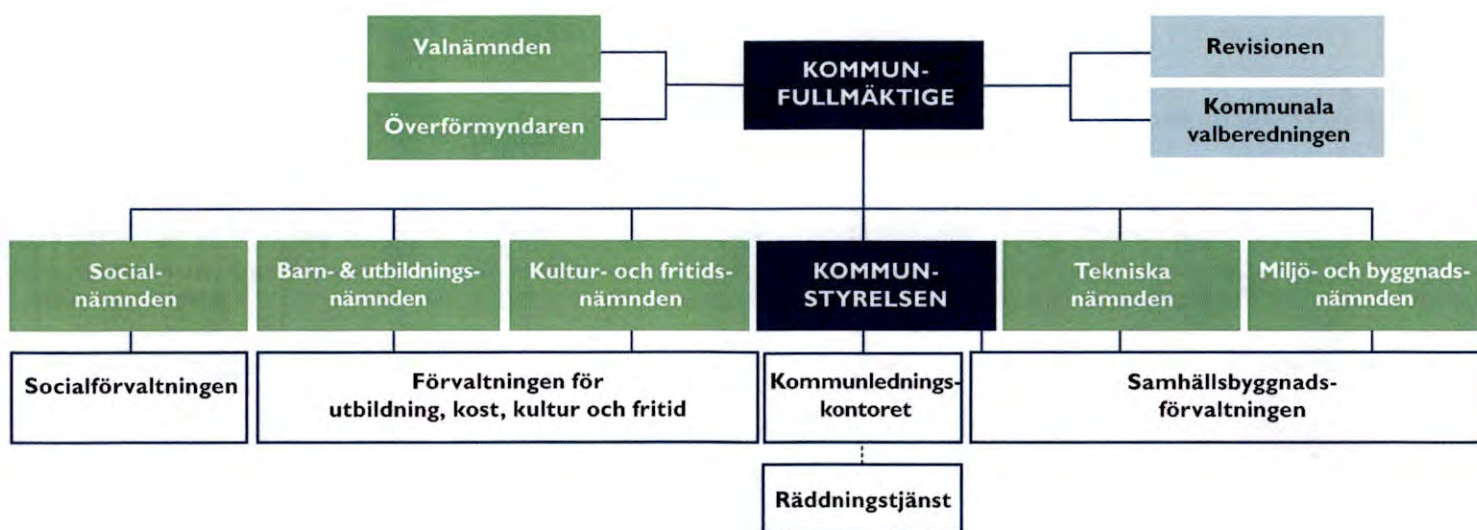 Valnämnden
KOMMUN-
FULLMÄKTIGE
Revisionen
Överförmyndaren
Kommunala
valberedningen
Social-
nämnden
Barn- & utbildnings-
nämnden
Kultur- och fritids-
nämnden
KOMMUN-
STYRELSEN
Tekniska
nämnden
Miljö- och byggnads-
nämnden
Socialförvaltningen
Förvaltningen för
utbildning, kost, kultur och fritid
Kommunlednings-
kontoret
Samhällsbyggnads-
förvaltningen
Räddningstjänst